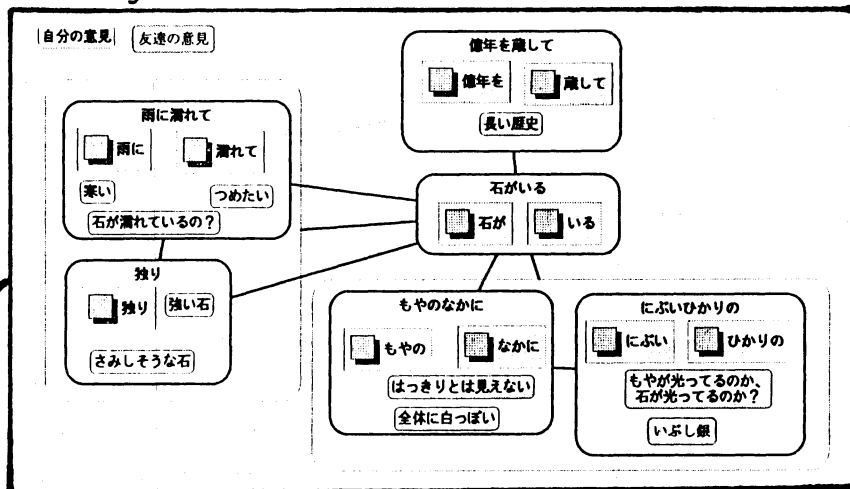 自分の意見
友達の意見
億年を蔵して
億年を
蔵して
長い歴史
雨に濡れて
雨に
濡れて
寒い
つめたい
石が濡れているの？
石がいる
石が
いる
独り
独り
強い石
さみしそうな石
もやのなかに
もやの
なかに
はっきりとは見えない
全体に白っぽい
にぶいひかりの
にぶい
ひかりの
もやが光ってるのか、
石が光ってるのか？
いぶし銀